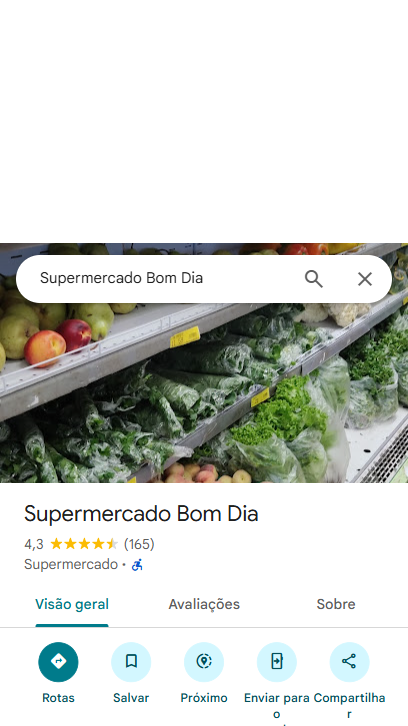 Supermercado Bom Dia
Supermercado Bom Dia
4,3 (165)
Supermercado ·
Visão geral Avaliações Sobre
Rotas Salvar Próximo Enviar para o Compartilhar